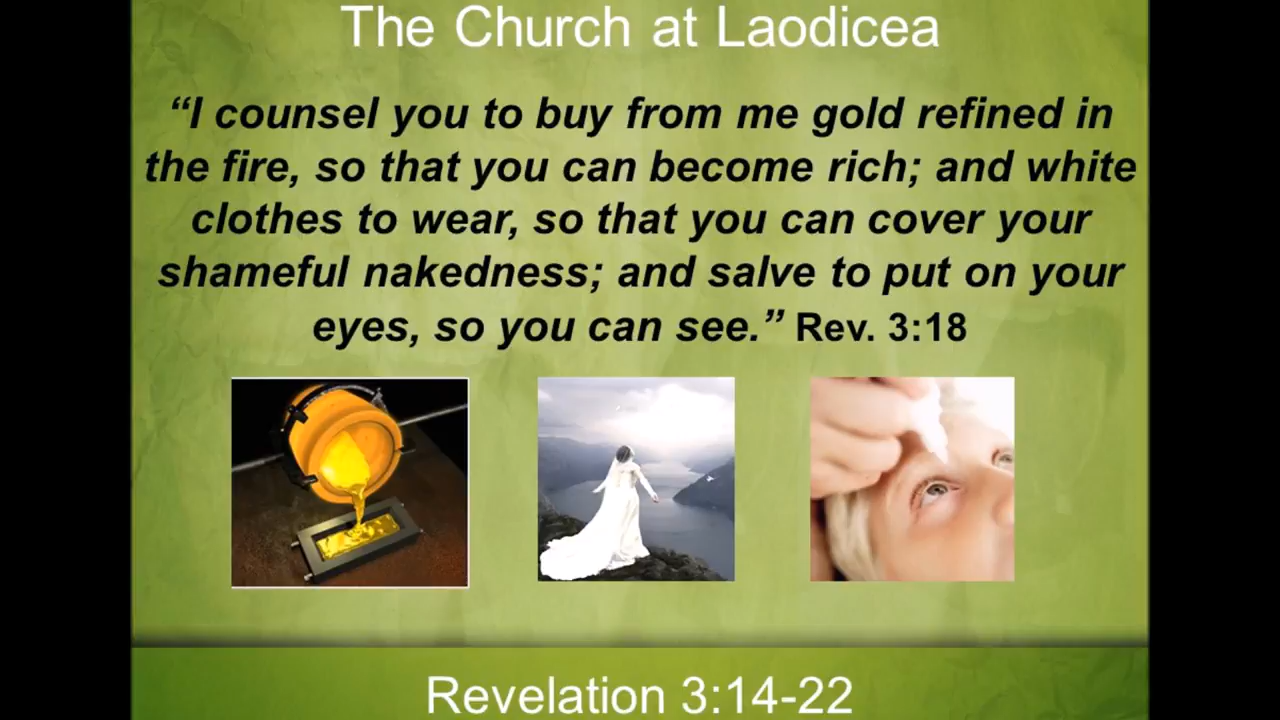 The Church at Laodicea
“I counsel you to buy from me gold refined in
the fire, so that you can become rich; and white
clothes to wear, so that you can cover your
shameful nakedness; and salve to put on your
eyes, so you can see.” Rev. 3:18
Revelation 3:14-22